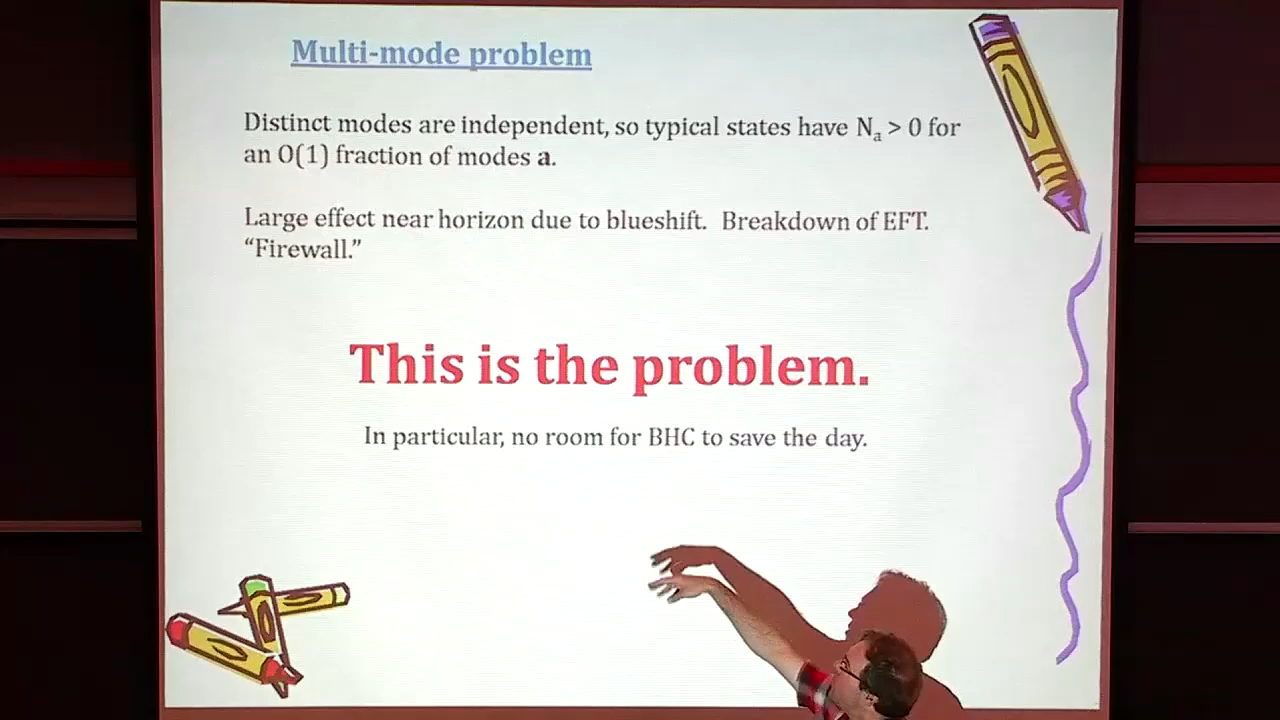 Multi-mode problem
Distinct modes are independent, so typical states have Nₐ > 0 for
an O(1) fraction of modes a.
Large effect near horizon due to blueshift. Breakdown of EFT.
“Firewall.”
This is the problem.
In particular, no room for BHC to save the day.